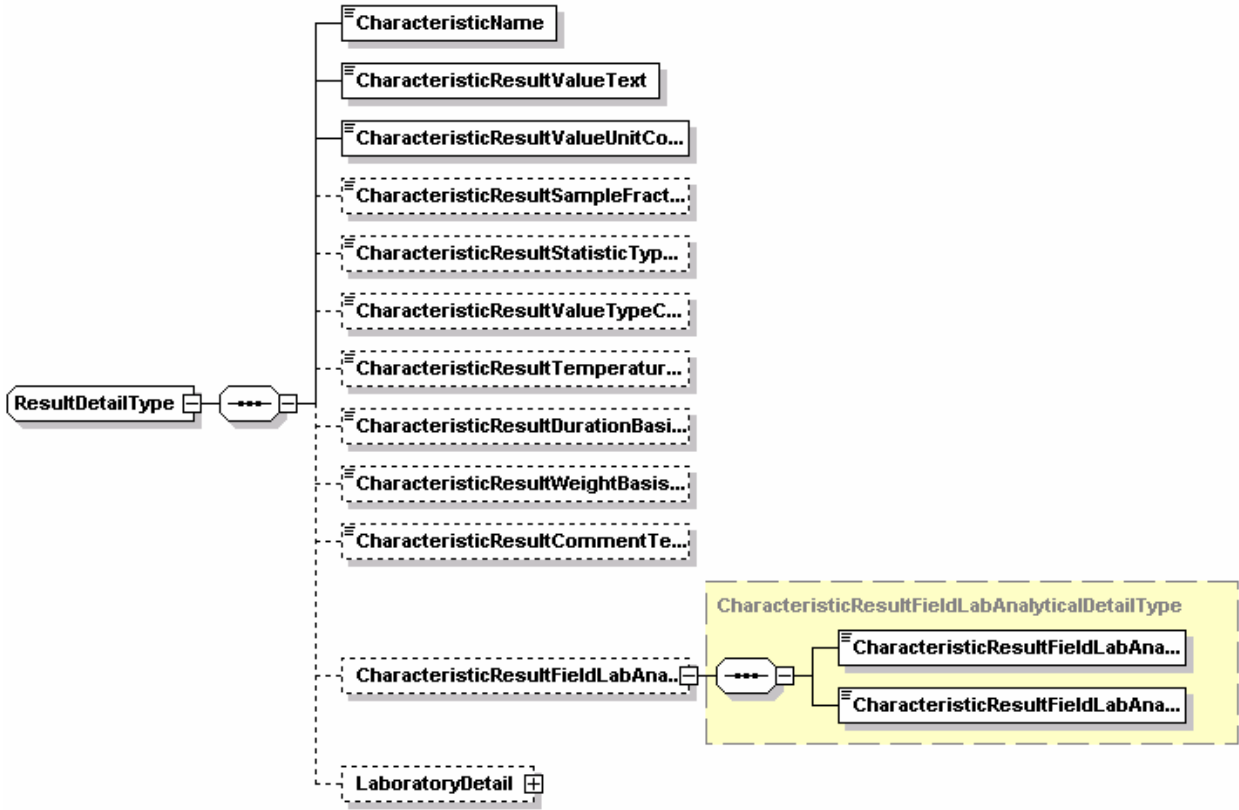 CharacteristicName
CharacteristicResultValueText
CharacteristicResultValueUnitCo...
CharacteristicResultSampleFract...
CharacteristicResultStatisticTyp...
CharacteristicResultValueTypeC...
CharacteristicResultTemperatur...
ResultDetailType
CharacteristicResultDurationBasi...
CharacteristicResultWeightBasis...
CharacteristicResultCommentTe...
CharacteristicResultFieldLabAnalyticalDetailType
CharacteristicResultFieldLabAna...
CharacteristicResultFieldLabAna..
CharacteristicResultFieldLabAna...
LaboratoryDetail